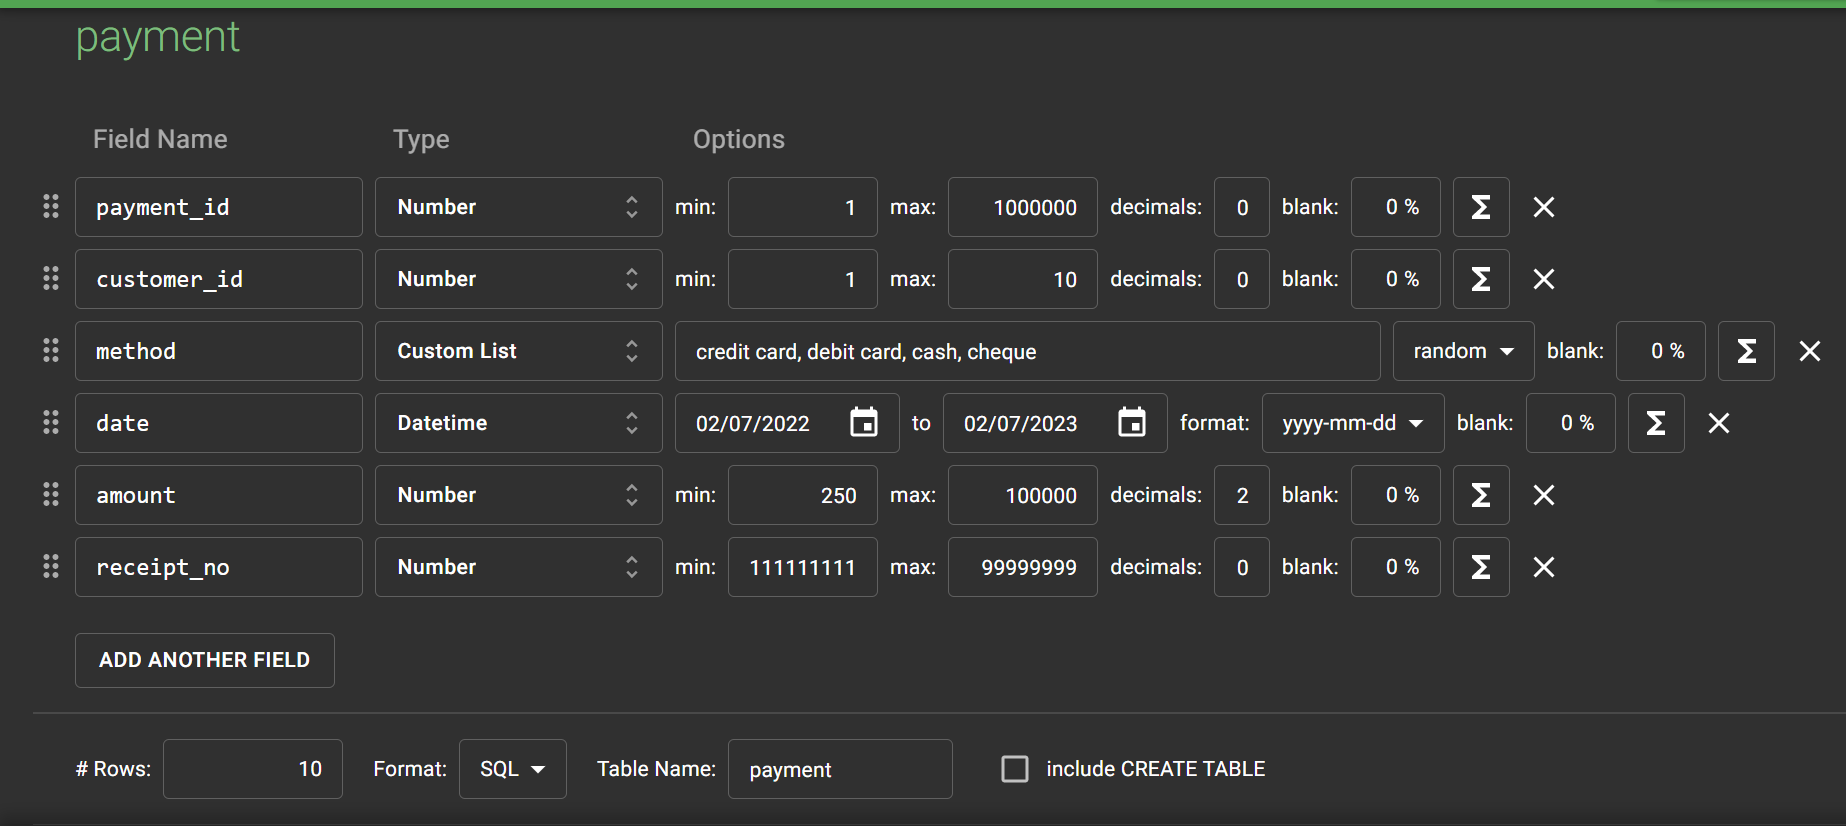 payment
Field Name Type Options
payment_id Number min: 1 max: 1000000 decimals: 0 blank: 0 % Σ
customer_id Number min: 1 max: 10 decimals: 0 blank: 0 % Σ
method Custom List credit card, debit card, cash, cheque random blank: 0 % Σ
date Datetime 02/07/2022 to 02/07/2023 format: yyyy-mm-dd blank: 0 % Σ
amount Number min: 250 max: 100000 decimals: 2 blank: 0 % Σ
receipt_no Number min: 111111111 max: 99999999 decimals: 0 blank: 0 % Σ
ADD ANOTHER FIELD
# Rows: 10 Format: SQL Table Name: payment include CREATE TABLE